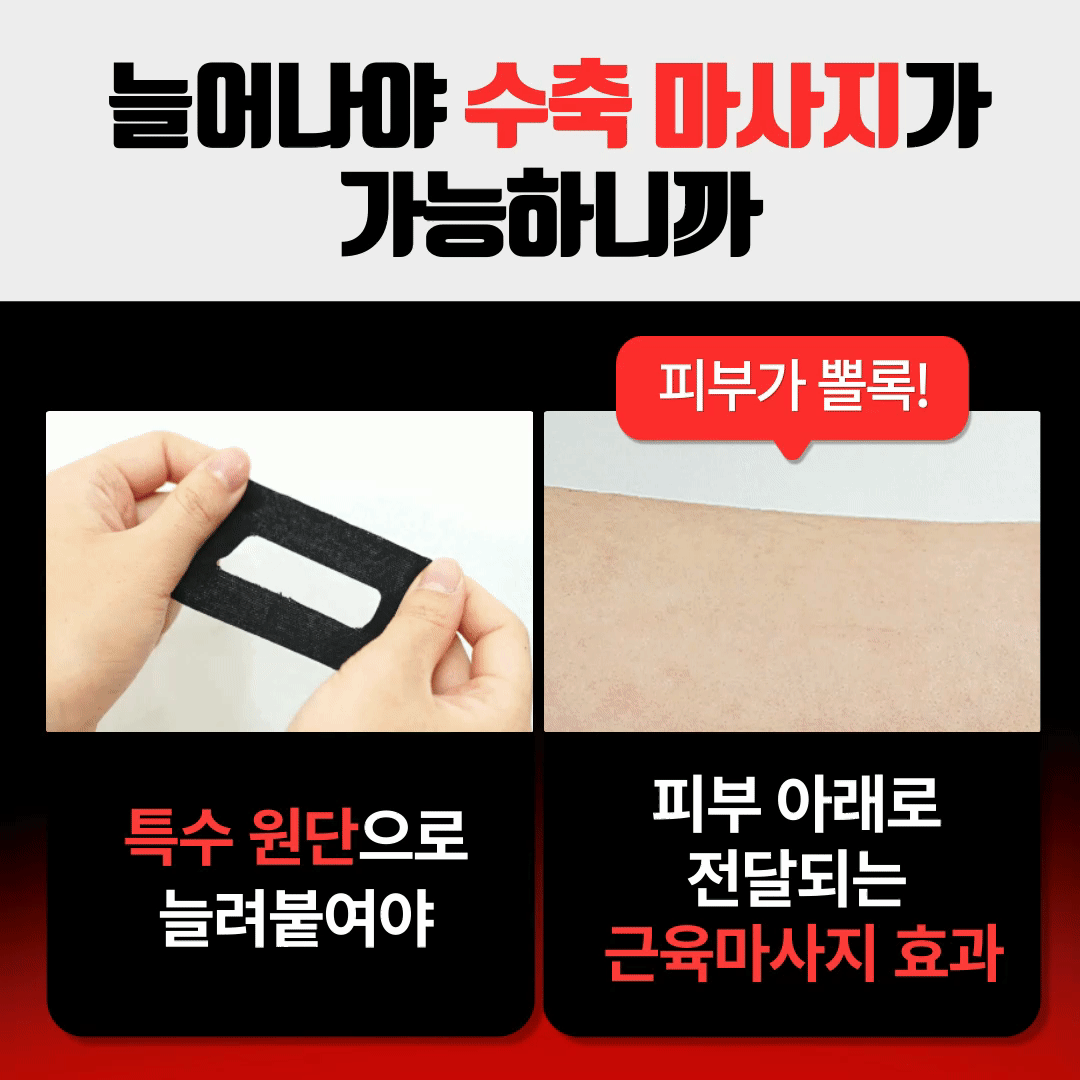 늘어나야 수축 마사지가
가능하니까
피부가 뽈록!
특수 원단으로
늘려붙여야
피부 아래로
전달되는
근육마사지 효과